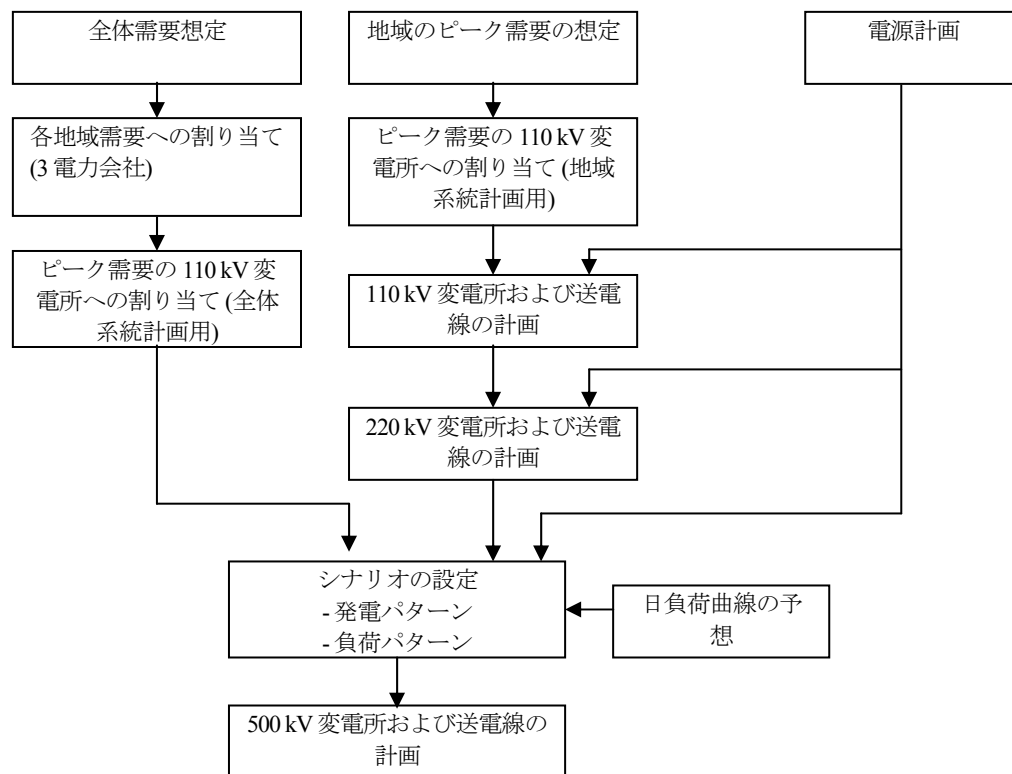 全体需要想定
地域のピーク需要の想定
電源計画
各地域需要への割り当て
(3 電力会社)
ピーク需要の 110 kV 変
電所への割り当て (地域
系統計画用)
ピーク需要の 110 kV 変
電所への割り当て (全体
系統計画用)
110 kV 変電所および送電
線の計画
220 kV 変電所および送電
線の計画
シナリオの設定
- 発電パターン
- 負荷パターン
日負荷曲線の予
想
500 kV 変電所および送電線の
計画